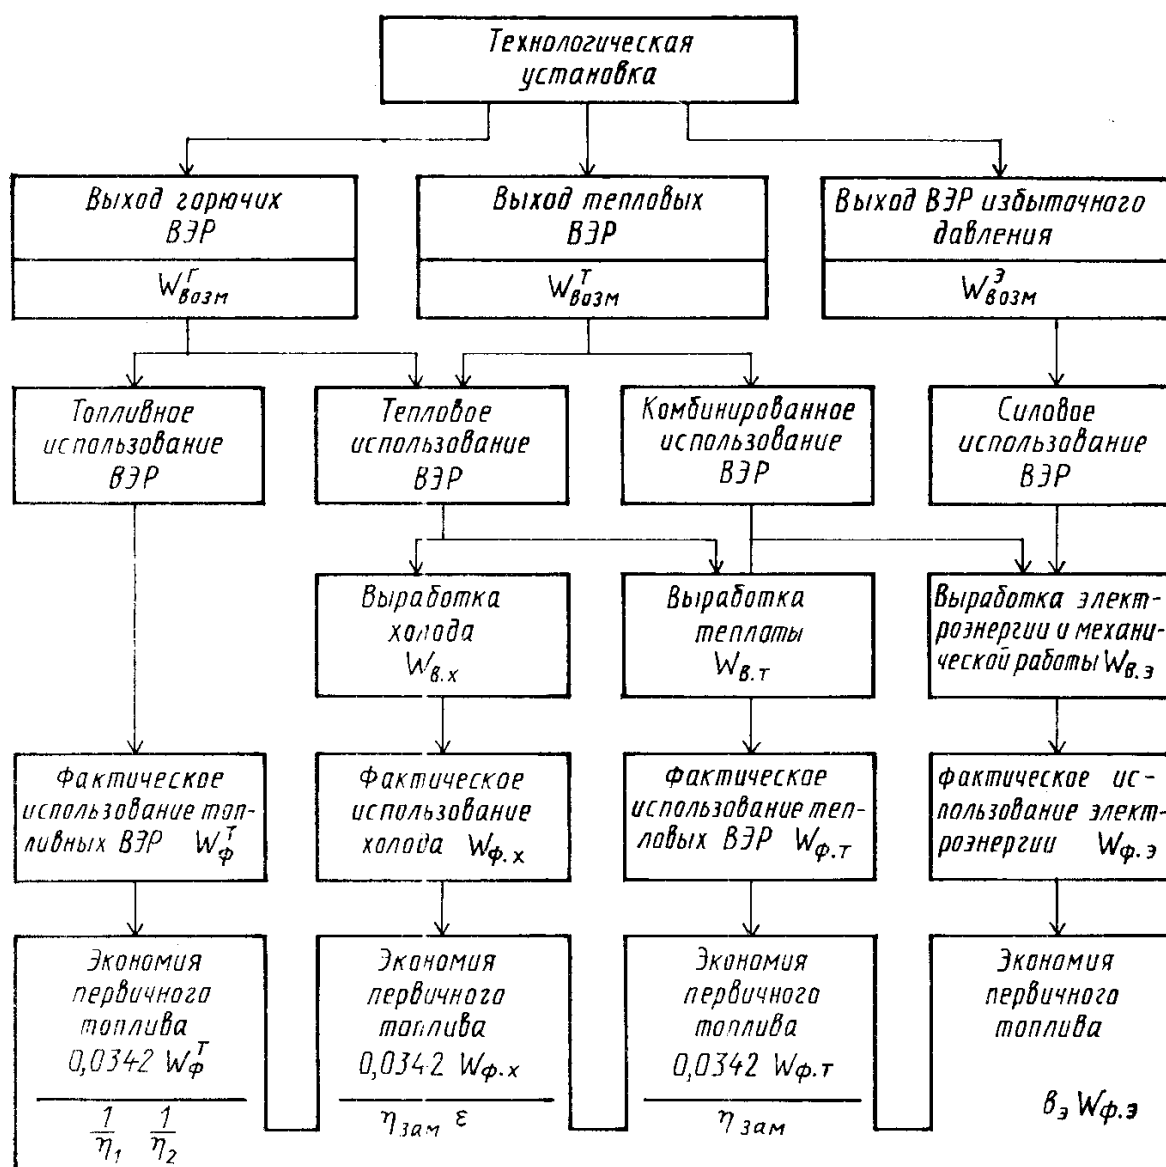 Технологическая
установка
Выход горючих
ВЭР
W^Г_возм
Выход тепловых
ВЭР
W^Т_возм
Выход ВЭР избыточного
давления
W^Э_возм
Топливное
использование
ВЭР
Тепловое
использование
ВЭР
Комбинированное
использование
ВЭР
Силовое
использование
ВЭР
Выработка
холода
W_в.х
Выработка
теплоты
W_в.т
Выработка элект-
роэнергии и механи-
ческой работы W_в.э
Фактическое
использование топ-
ливных ВЭР W^Т_ф
Фактическое
использование
холода W_ф.х
Фактическое
использование теп-
ловых ВЭР W_ф.т
Фактическое ис-
пользование элект-
роэнергии W_ф.э
Экономия
первичного
топлива
0,0342 W^Т_ф
1/η_1 1/η_2
Экономия
первичного
топлива
0,0342 W_ф.х
η_зам ε
Экономия
первичного
топлива
0,0342 W_ф.т
η_зам
Экономия
первичного
топлива
в_э W_ф.э